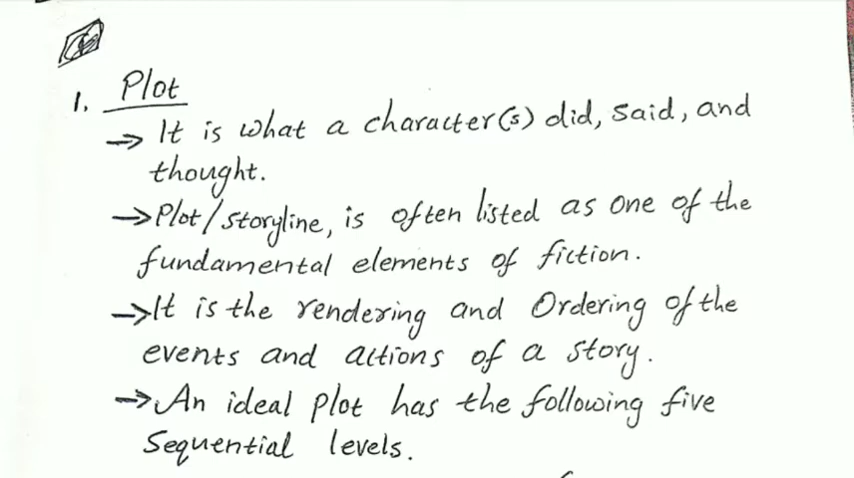 1. Plot
→ It is what a character(s) did, said, and
thought.
→ Plot/storyline, is often listed as one of the
fundamental elements of fiction.
→ It is the rendering and Ordering of the
events and actions of a story.
→ An ideal plot has the following five
Sequential levels.